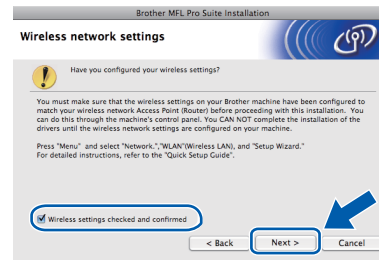 Brother MFL Pro Suite Installation
Wireless network settings
Have you configured your wireless settings?
You must make sure that the wireless settings on your Brother machine have been configured to
match your wireless network Access Point (Router) before proceeding with this installation. You
can do this through the machine's control panel. You CAN NOT complete the installation of the
drivers until the wireless network settings are configured on your machine.
Press "Menu" and select "Network.","WLAN"(Wireless LAN), and "Setup Wizard."
For detailed instructions, refer to the "Quick Setup Guide".
Wireless settings checked and confirmed
< Back Next > Cancel